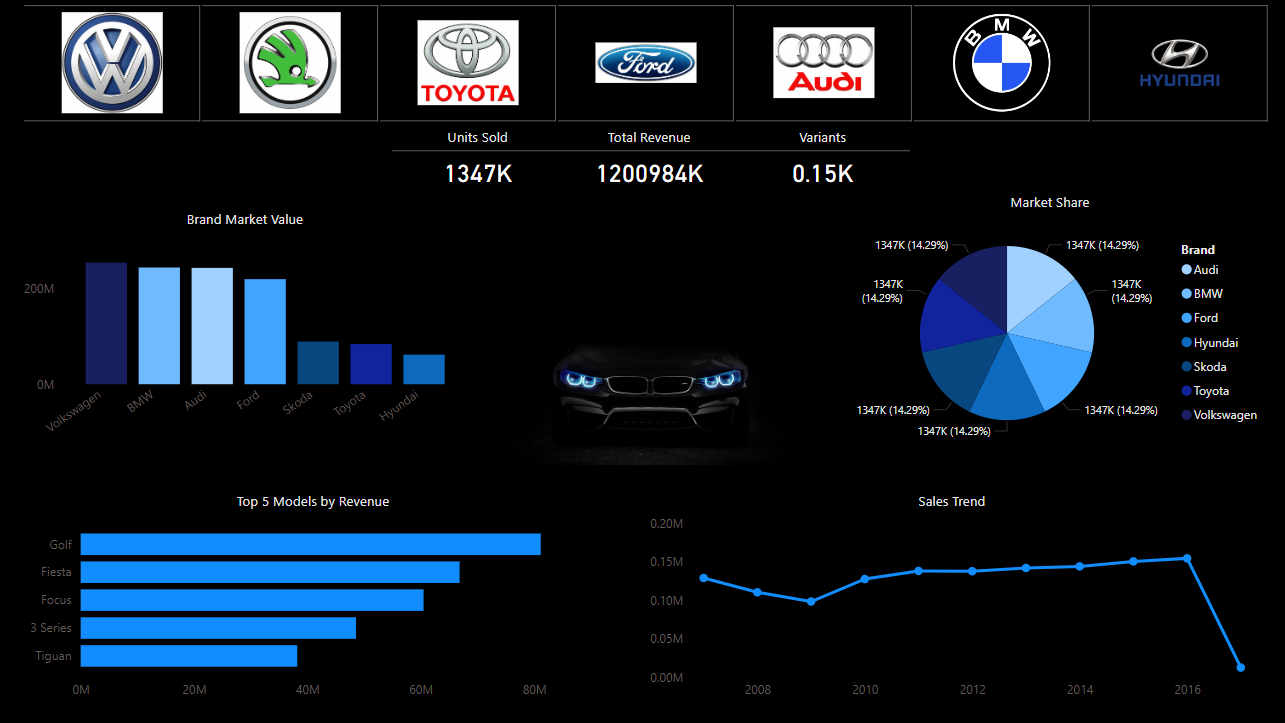 TOYOTA
Ford
Audi
BMW
HYUNDAI
Units Sold
Total Revenue
Variants
1347K
1200984K
0.15K
Brand Market Value
200M
0M
Volkswagen
BMW
Audi
Ford
Skoda
Toyota
Hyundai
Market Share
1347K (14.29%)
1347K (14.29%)
1347K
(14.29%)
1347K
(14.29%)
1347K (14.29%)
1347K (14.29%)
1347K (14.29%)
Brand
Audi
BMW
Ford
Hyundai
Skoda
Toyota
Volkswagen
Top 5 Models by Revenue
Golf
Fiesta
Focus
3 Series
Tiguan
0M
20M
40M
60M
80M
Sales Trend
0.20M
0.15M
0.10M
0.05M
0.00M
2008
2010
2012
2014
2016